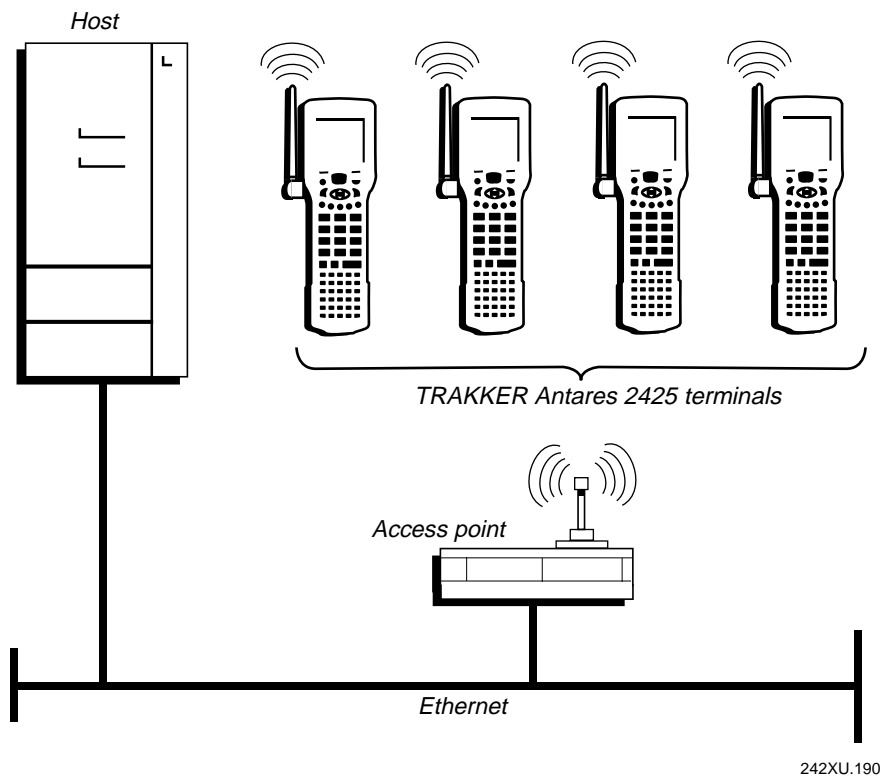 Host
TRAKKER Antares 2425 terminals
Access point
Ethernet
242XU.190